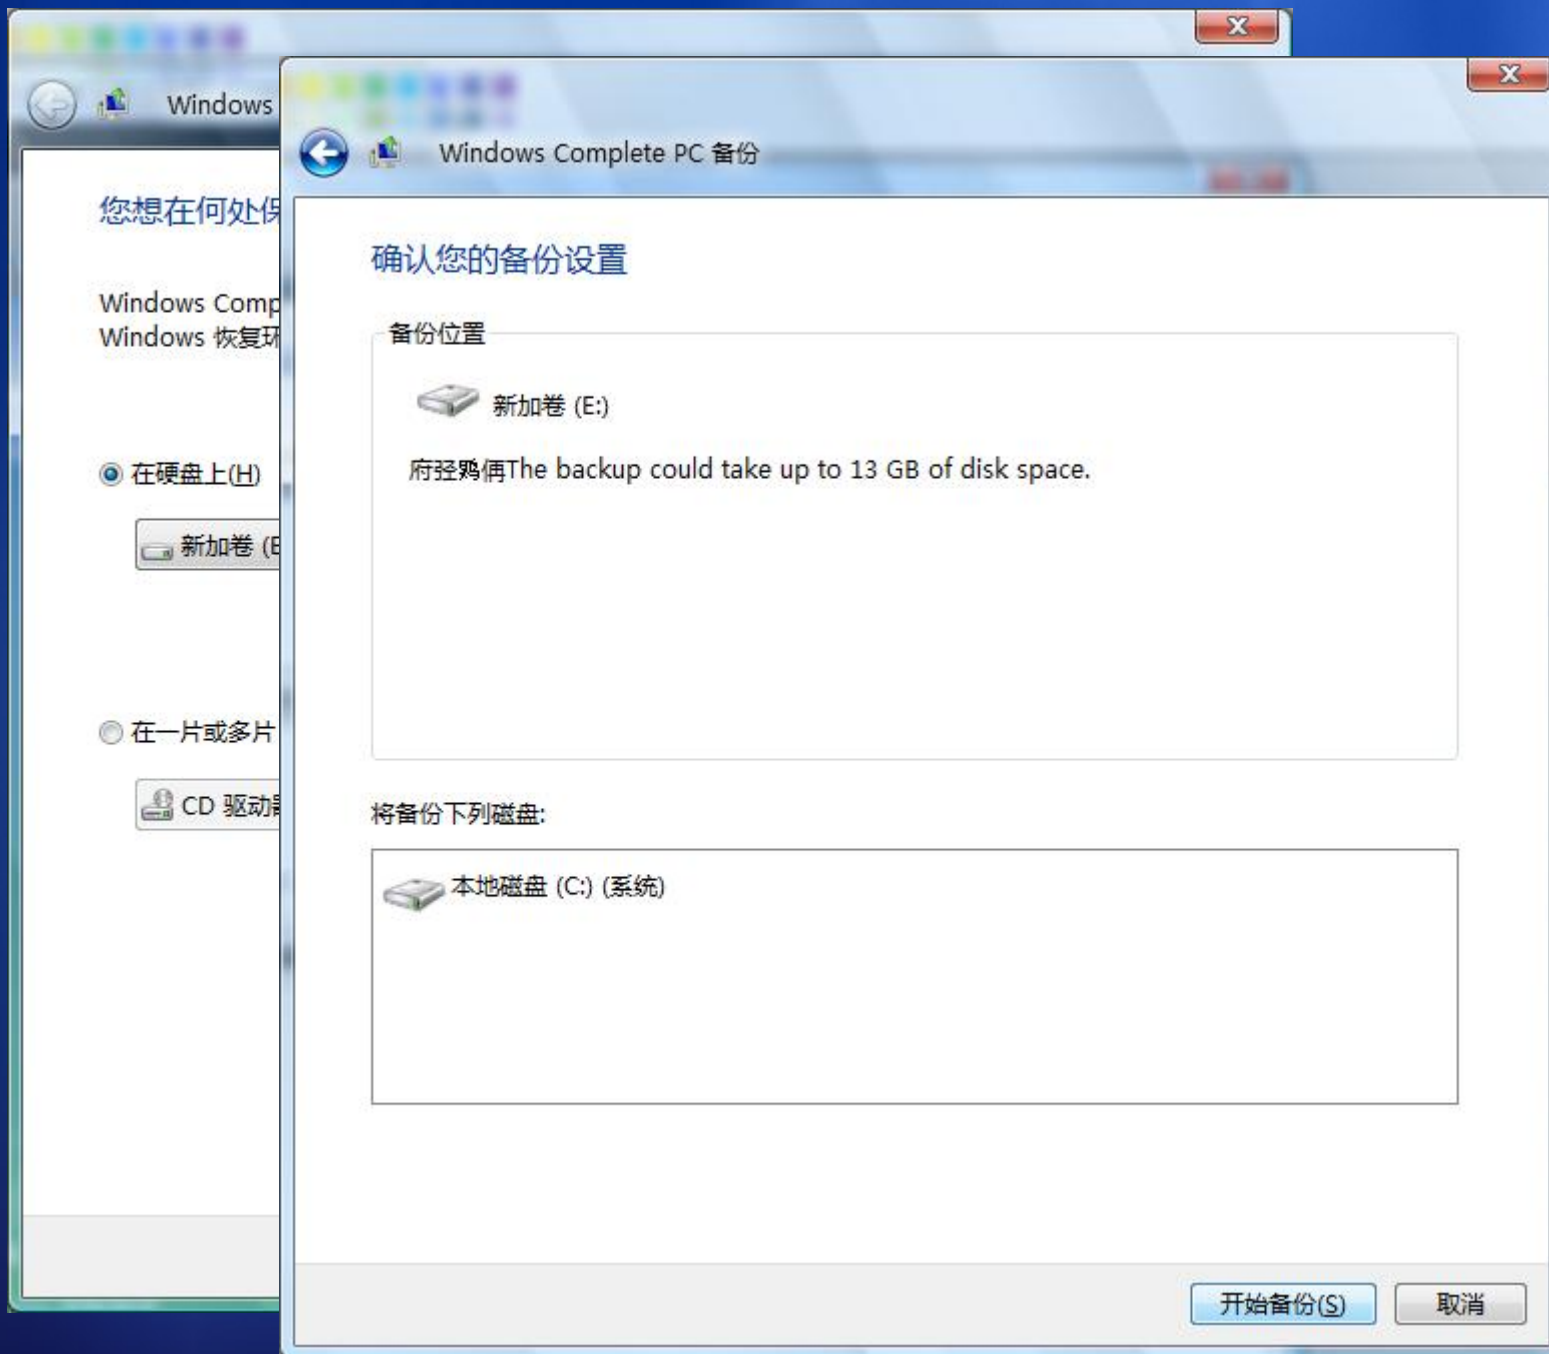 Windows
您想在何处保
Windows Comp
Windows 恢复环
在硬盘上(H)
新加卷 (E
在一片或多片
CD 驱动器
Windows Complete PC 备份
确认您的备份设置
备份位置
新加卷 (E:)
府弪鹨偁The backup could take up to 13 GB of disk space.
将备份下列磁盘:
本地磁盘 (C:) (系统)
开始备份(S)
取消